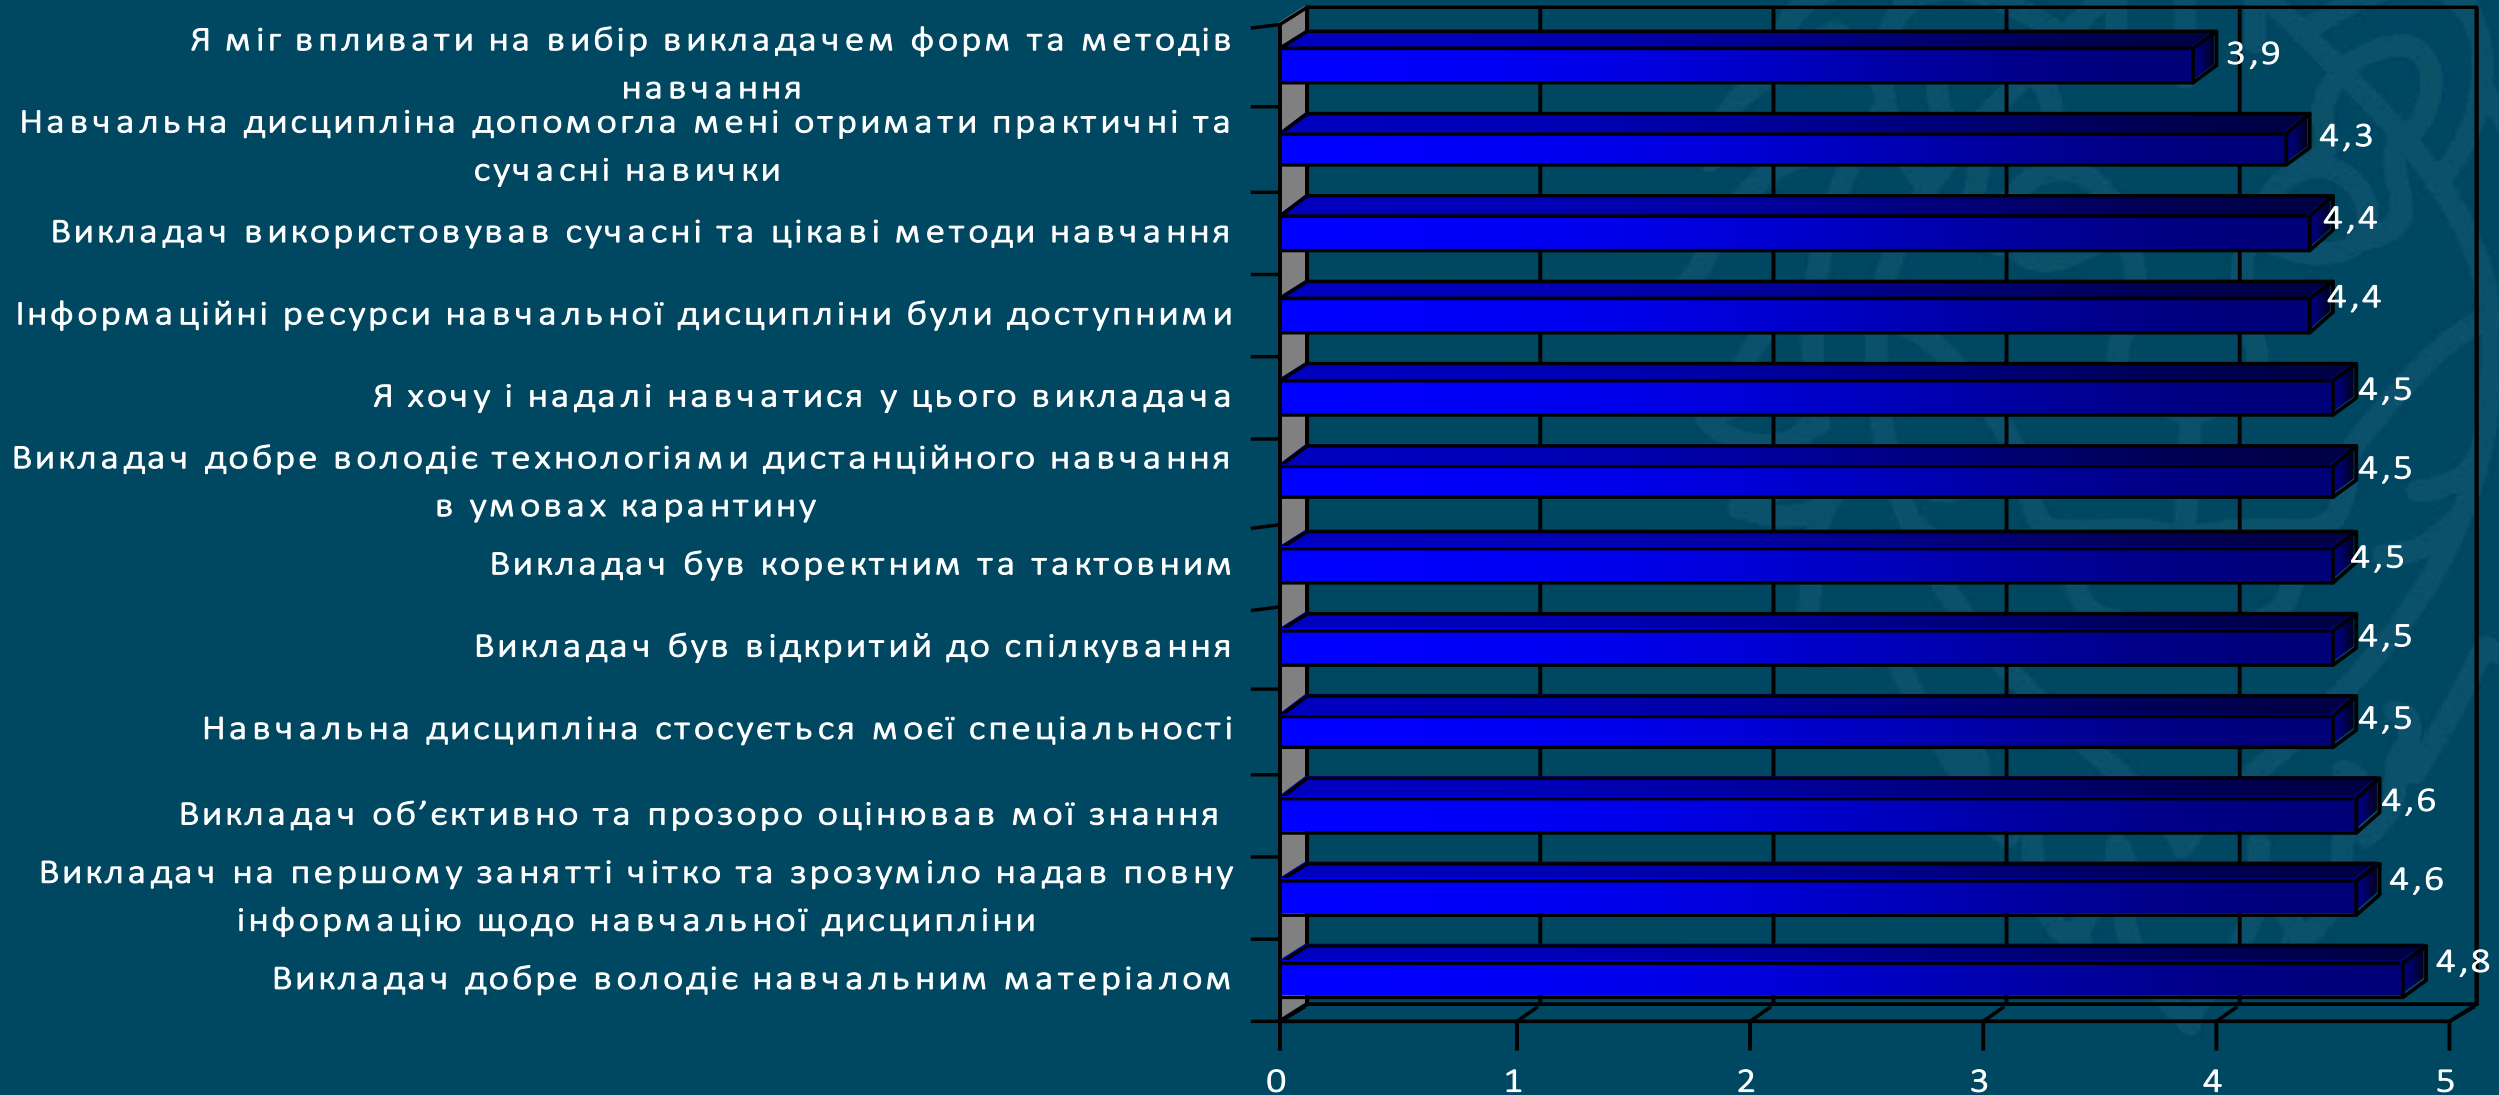 Я міг впливати на вибір викладачем форм та методів
навчання
3,9
Навчальна дисципліна допомогла мені отримати практичні та
сучасні навички
4,3
Викладач використовував сучасні та цікаві методи навчання
4,4
Інформаційні ресурси навчальної дисципліни були доступними
4,4
Я хочу і надалі навчатися у цього викладача
4,5
Викладач добре володіє технологіями дистанційного навчання
в умовах карантину
4,5
Викладач був коректним та тактовним
4,5
Викладач був відкритий до спілкування
4,5
Навчальна дисципліна стосується моєї спеціальності
4,5
Викладач об’єктивно та прозоро оцінював мої знання
4,6
Викладач на першому занятті чітко та зрозуміло надав повну
інформацію щодо навчальної дисципліни
4,6
Викладач добре володіє навчальним матеріалом
4,8
0 1 2 3 4 5